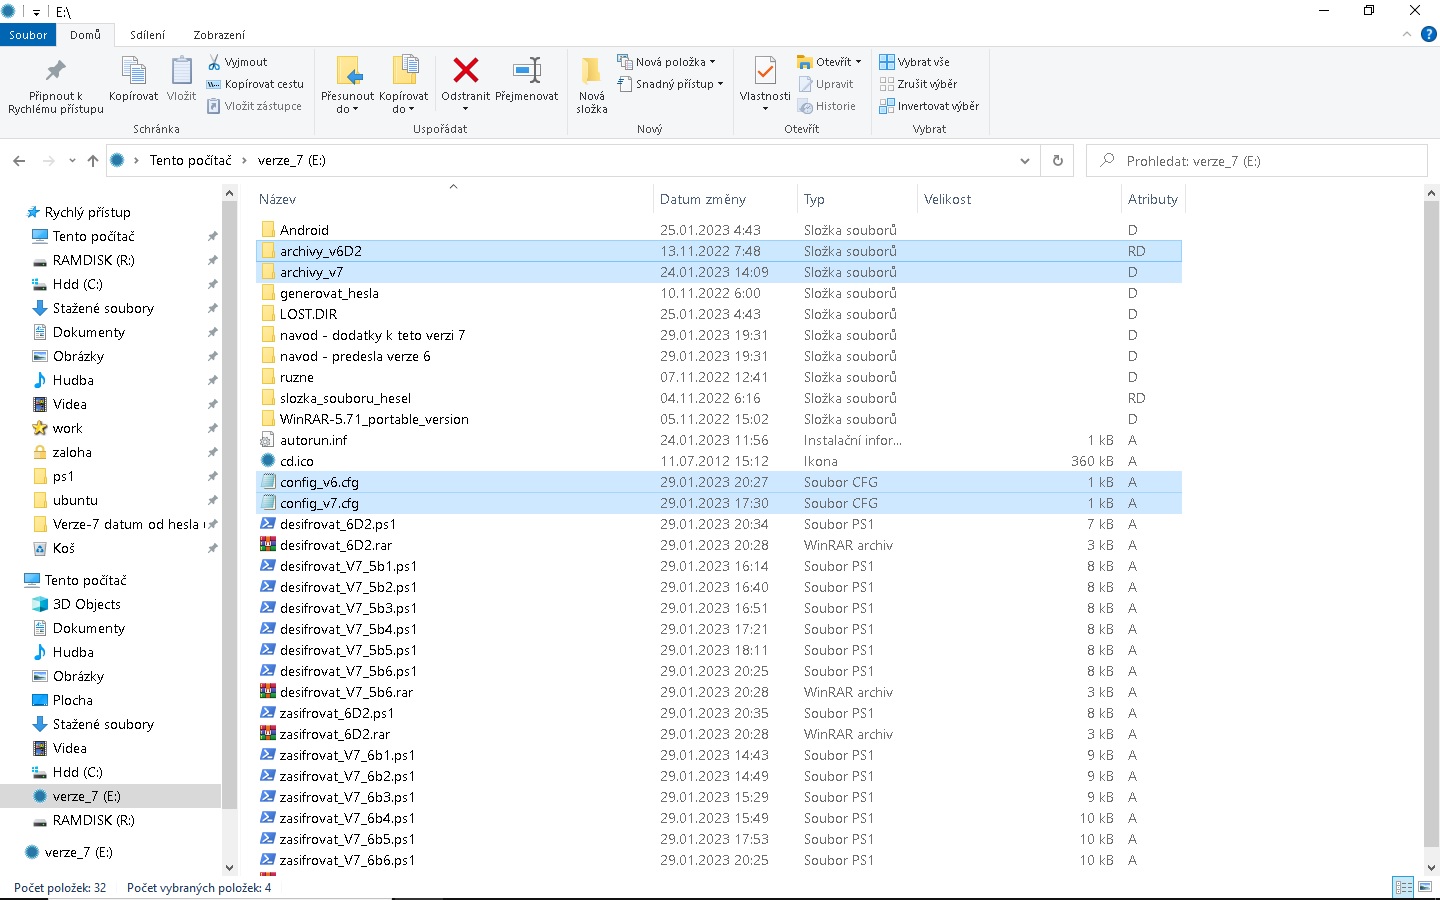 E:\
Soubor Domů Sdílení Zobrazení
Připnout k Rychlému přístupu
Kopírovat
Vložit
Vyjmout
Kopírovat cestu
Vložit zástupce
Schránka
Přesunout do
Kopírovat do
Odstranit
Přejmenovat
Uspořádat
Nová složka
Nová položka
Snadný přístup
Nový
Vlastnosti
Otevřít
Upravit
Historie
Otevřít
Vybrat vše
Zrušit výběr
Invertovat výběr
Vybrat
Tento počítač verze_7 (E:)
Prohledat: verze_7 (E:)
Rychlý přístup
Tento počítač
RAMDISK (R:)
Hdd (C:)
Stažené soubory
Dokumenty
Obrázky
Hudba
Videa
work
zaloha
ps1
ubuntu
Verze-7 datum od hesla
Koš
Tento počítač
3D Objects
Dokumenty
Hudba
Obrázky
Plocha
Stažené soubory
Videa
Hdd (C:)
verze_7 (E:)
RAMDISK (R:)
verze_7 (E:)
Název Datum změny Typ Velikost Atributy
Android 25.01.2023 4:43 Složka souborů D
archivy_v6D2 13.11.2022 7:48 Složka souborů RD
archivy_v7 24.01.2023 14:09 Složka souborů D
generovat_hesla 10.11.2022 6:00 Složka souborů D
LOST.DIR 25.01.2023 4:43 Složka souborů D
navod - dodatky k teto verzi 7 29.01.2023 19:31 Složka souborů D
navod - predesla verze 6 29.01.2023 19:31 Složka souborů D
ruzne 07.11.2022 12:41 Složka souborů D
slozka_souboru_hesel 04.11.2022 6:16 Složka souborů RD
WinRAR-5.71_portable_version 05.11.2022 15:02 Složka souborů D
autorun.inf 24.01.2023 11:56 Instalační infor... 1 kB A
cd.ico 11.07.2012 15:12 Ikona 360 kB A
config_v6.cfg 29.01.2023 20:27 Soubor CFG 1 kB A
config_v7.cfg 29.01.2023 17:30 Soubor CFG 1 kB A
desifrovat_6D2.ps1 29.01.2023 20:34 Soubor PS1 7 kB A
desifrovat_6D2.rar 29.01.2023 20:28 WinRAR archiv 3 kB A
desifrovat_V7_5b1.ps1 29.01.2023 16:14 Soubor PS1 8 kB A
desifrovat_V7_5b2.ps1 29.01.2023 16:40 Soubor PS1 8 kB A
desifrovat_V7_5b3.ps1 29.01.2023 16:51 Soubor PS1 8 kB A
desifrovat_V7_5b4.ps1 29.01.2023 17:21 Soubor PS1 8 kB A
desifrovat_V7_5b5.ps1 29.01.2023 18:11 Soubor PS1 8 kB A
desifrovat_V7_5b6.ps1 29.01.2023 20:25 Soubor PS1 8 kB A
desifrovat_V7_5b6.rar 29.01.2023 20:28 WinRAR archiv 3 kB A
zasifrovat_6D2.ps1 29.01.2023 20:35 Soubor PS1 8 kB A
zasifrovat_6D2.rar 29.01.2023 20:28 WinRAR archiv 3 kB A
zasifrovat_V7_6b1.ps1 29.01.2023 14:43 Soubor PS1 9 kB A
zasifrovat_V7_6b2.ps1 29.01.2023 14:49 Soubor PS1 9 kB A
zasifrovat_V7_6b3.ps1 29.01.2023 15:29 Soubor PS1 9 kB A
zasifrovat_V7_6b4.ps1 29.01.2023 15:49 Soubor PS1 10 kB A
zasifrovat_V7_6b5.ps1 29.01.2023 17:53 Soubor PS1 10 kB A
zasifrovat_V7_6b6.ps1 29.01.2023 20:25 Soubor PS1 10 kB A
Počet položek: 32 Počet vybraných položek: 4